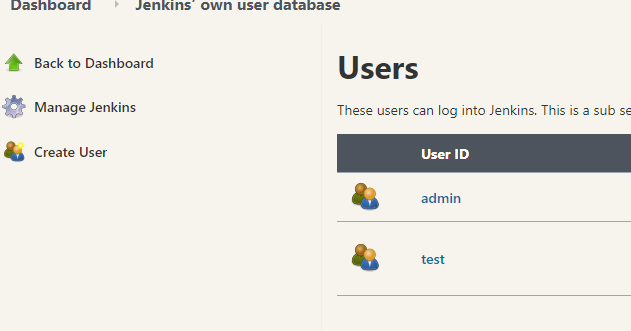 Dashboard Jenkins' own user database
Back to Dashboard
Manage Jenkins
Create User
Users
These users can log into Jenkins. This is a sub se
User ID
admin
test